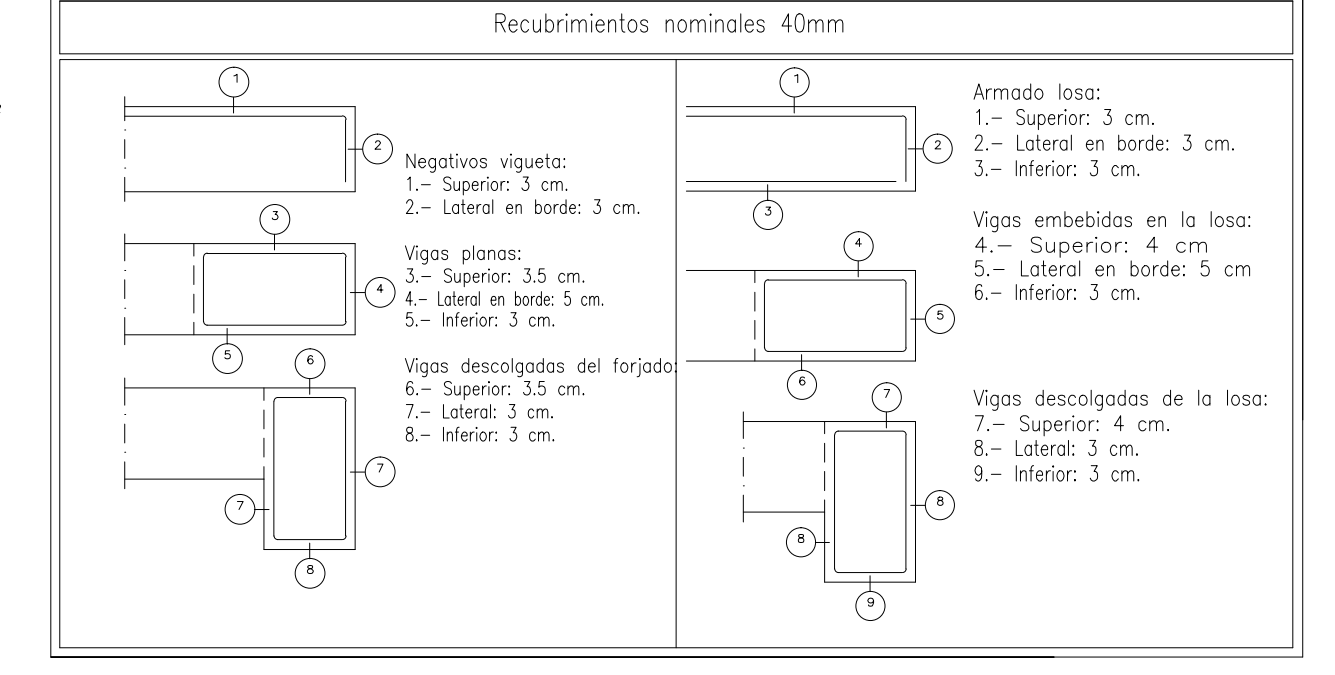 Recubrimientos nominales 40mm
1
2
Negativos vigueta:
1.- Superior: 3 cm.
2.- Lateral en borde: 3 cm.
3
4
5
Vigas planas:
3.- Superior: 3.5 cm.
4.- Lateral en borde: 5 cm.
5.- Inferior: 3 cm.
6
7
7
8
Vigas descolgadas del forjado:
6.- Superior: 3.5 cm.
7.- Lateral: 3 cm.
8.- Inferior: 3 cm.
1
2
3
Armado losa:
1.- Superior: 3 cm.
2.- Lateral en borde: 3 cm.
3.- Inferior: 3 cm.
4
5
6
Vigas embebidas en la losa:
4.- Superior: 4 cm
5.- Lateral en borde: 5 cm
6.- Inferior: 3 cm.
7
8
8
9
Vigas descolgadas de la losa:
7.- Superior: 4 cm.
8.- Lateral: 3 cm.
9.- Inferior: 3 cm.